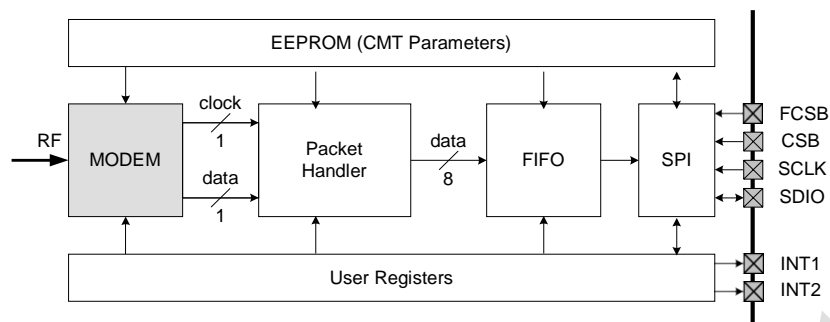 EEPROM (CMT Parameters)
RF
MODEM
clock
1
data
1
Packet
Handler
data
8
FIFO
SPI
FCSB
CSB
SCLK
SDIO
User Registers
INT1
INT2